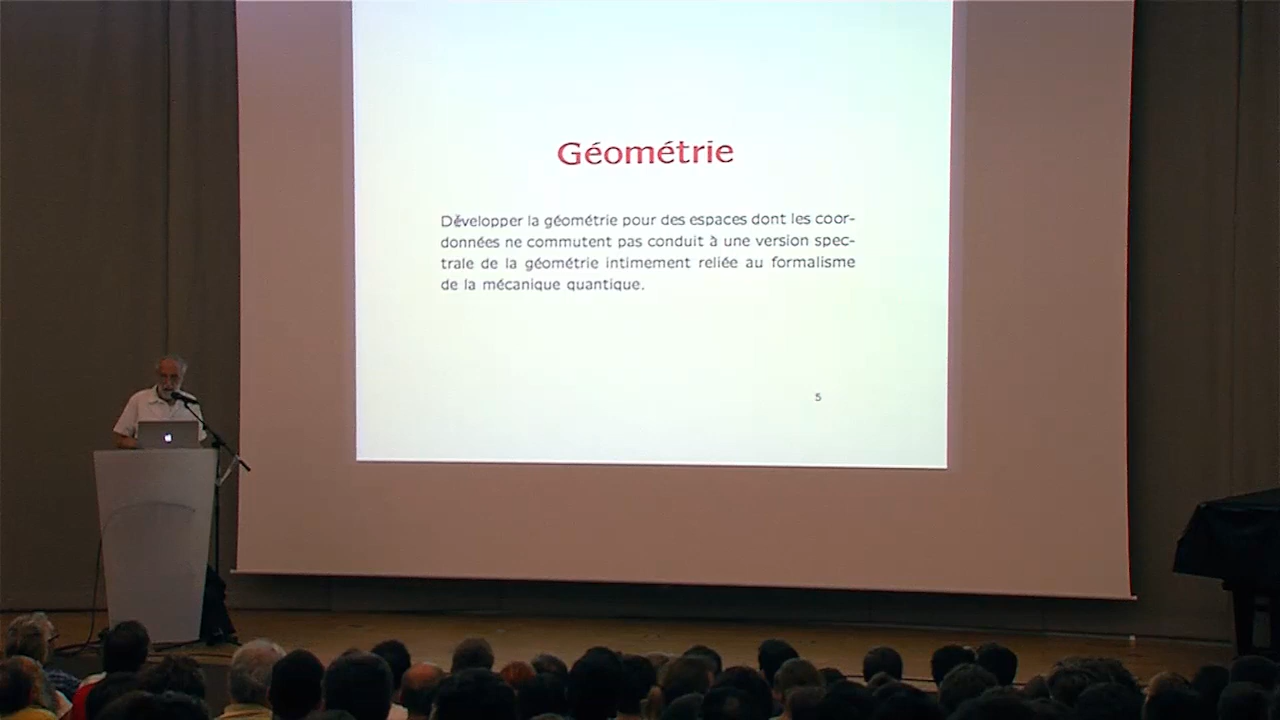 Géométrie
Développer la géométrie pour des espaces dont les coor-
données ne commutent pas conduit à une version spec-
trale de la géométrie intimement reliée au formalisme
de la mécanique quantique.
5